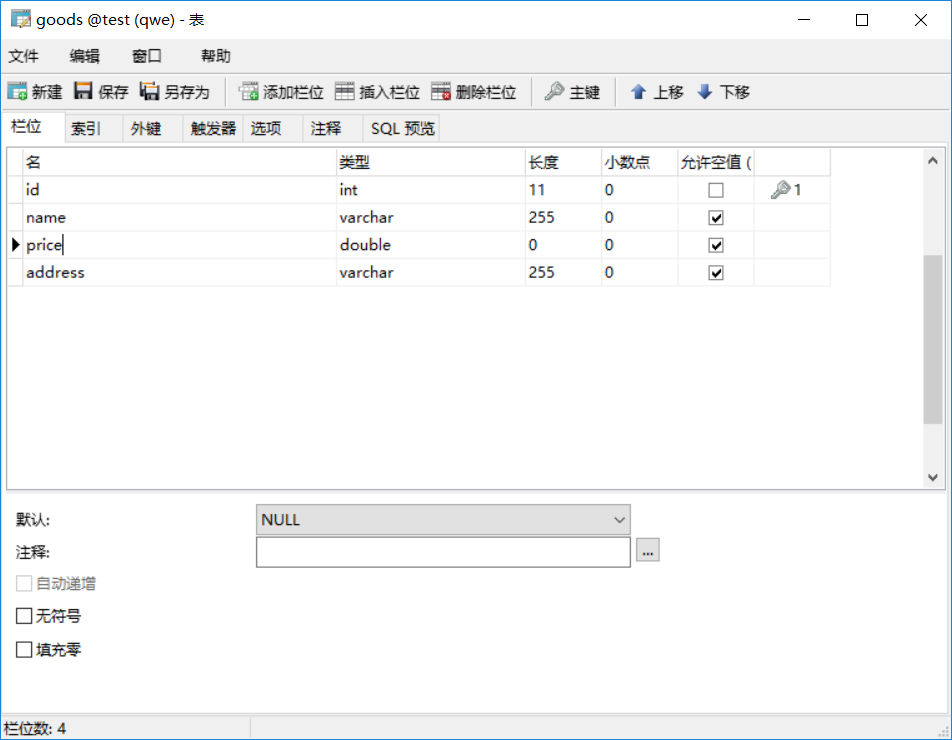 goods @test (qwe) - 表
文件 编辑 窗口 帮助
新建 保存 另存为 添加栏位 插入栏位 删除栏位 主键 上移 下移
栏位 索引 外键 触发器 选项 注释 SQL 预览
名 类型 长度 小数点 允许空值 (
id int 11 0 1
name varchar 255 0
price double 0 0
address varchar 255 0
默认: NULL
注释: ...
自动递增
无符号
填充零
栏位数: 4